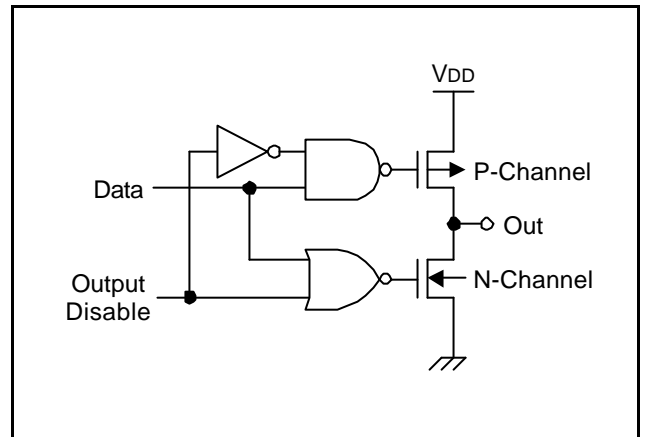 VDD
P-Channel
Data
Out
Output
Disable
N-Channel